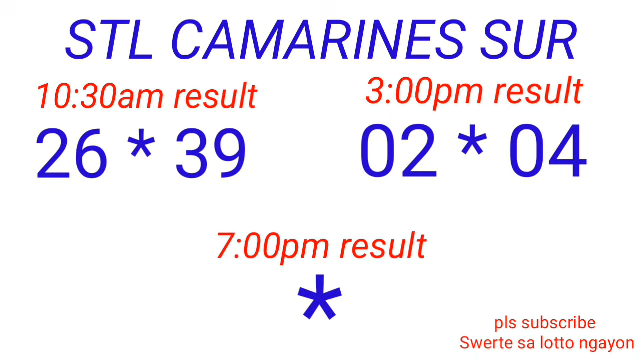 STL CAMARINES SUR
10:30am result
26 * 39
3:00pm result
02 * 04
7:00pm result
*
pls subscribe
Swerte sa lotto ngayon